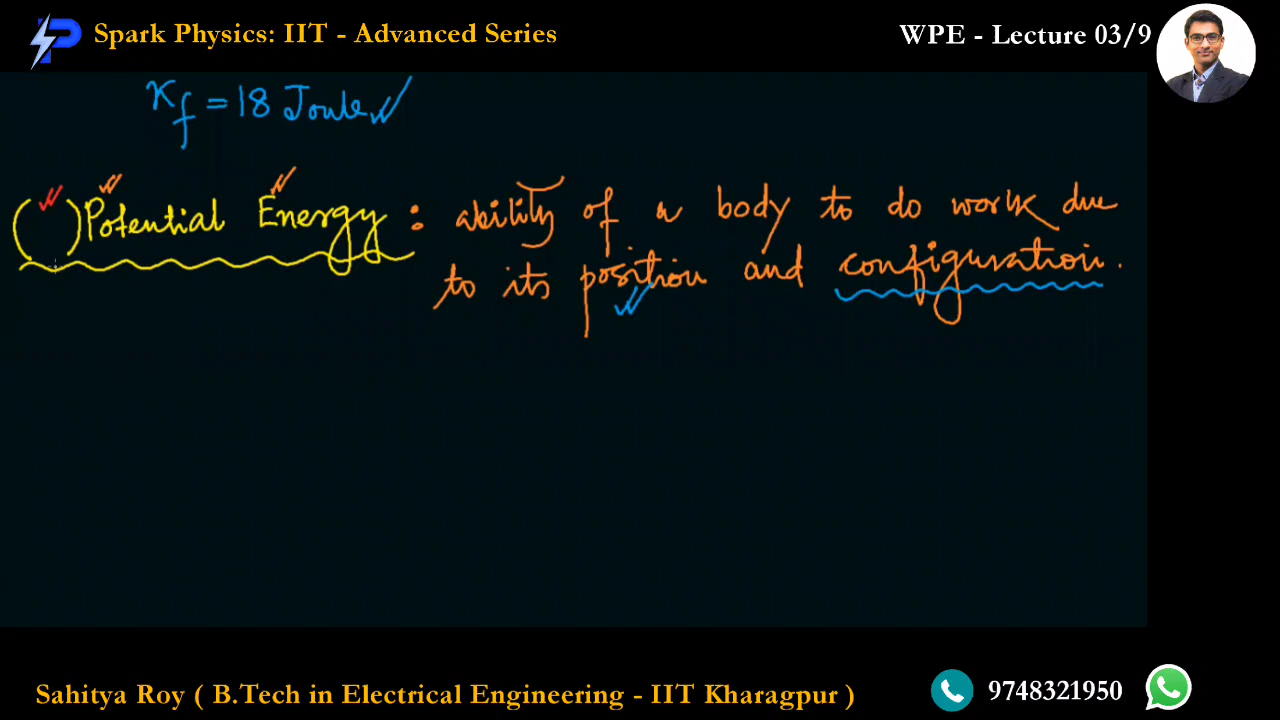 Spark Physics: IIT - Advanced Series
WPE - Lecture 03/9
K_f = 18 Joule
( ) Potential Energy : ability of a body to do work due
to its position and configuration.
Sahitya Roy ( B.Tech in Electrical Engineering - IIT Kharagpur )
9748321950